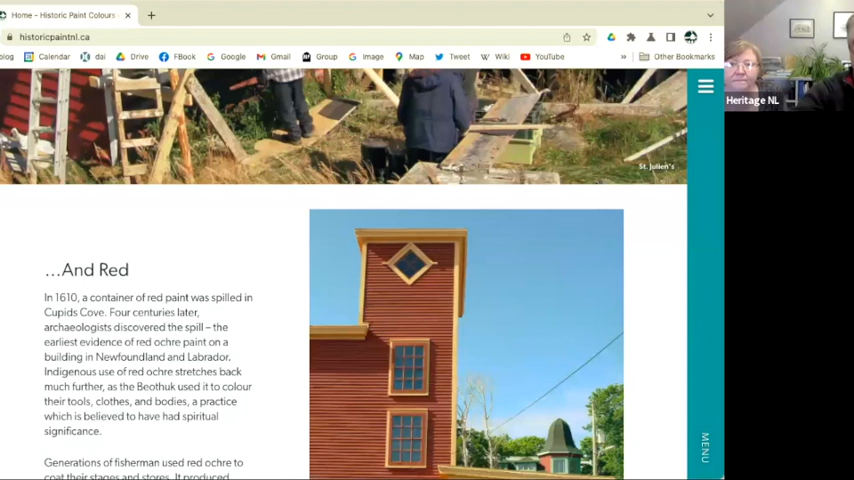 Home - Historic Paint Colours
historicpaintnl.ca
olog Calendar dai Drive FBook Google Gmail Group Image Map Tweet Wiki YouTube Other Bookmarks
Heritage NL
St. Julien's
...And Red
In 1610, a container of red paint was spilled in
Cupids Cove. Four centuries later,
archaeologists discovered the spill – the
earliest evidence of red ochre paint on a
building in Newfoundland and Labrador.
Indigenous use of red ochre stretches back
much further, as the Beothuk used it to colour
their tools, clothes, and bodies, a practice
which is believed to have had spiritual
significance.
Generations of fisherman used red ochre to
coat their stages and stores. It produced
MENU